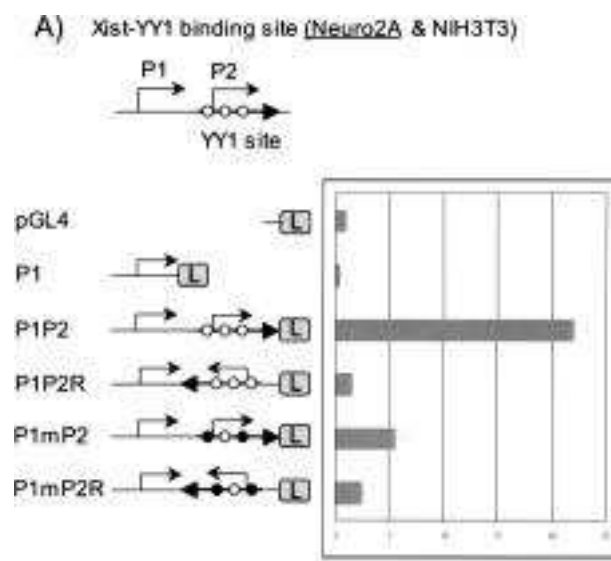 A) Xist-YY1 binding site (Neuro2A & NIH3T3)
P1 P2
YY1 site
pGL4 L
P1 L
P1P2 L
P1P2R L
P1mP2 L
P1mP2R L